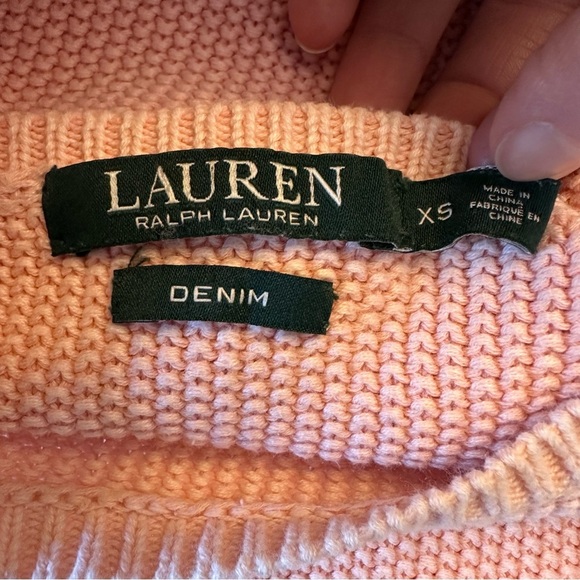 LAUREN
RALPH LAUREN
XS
MADE IN
CHINA
FABRIQUÉ EN
CHINE
DENIM